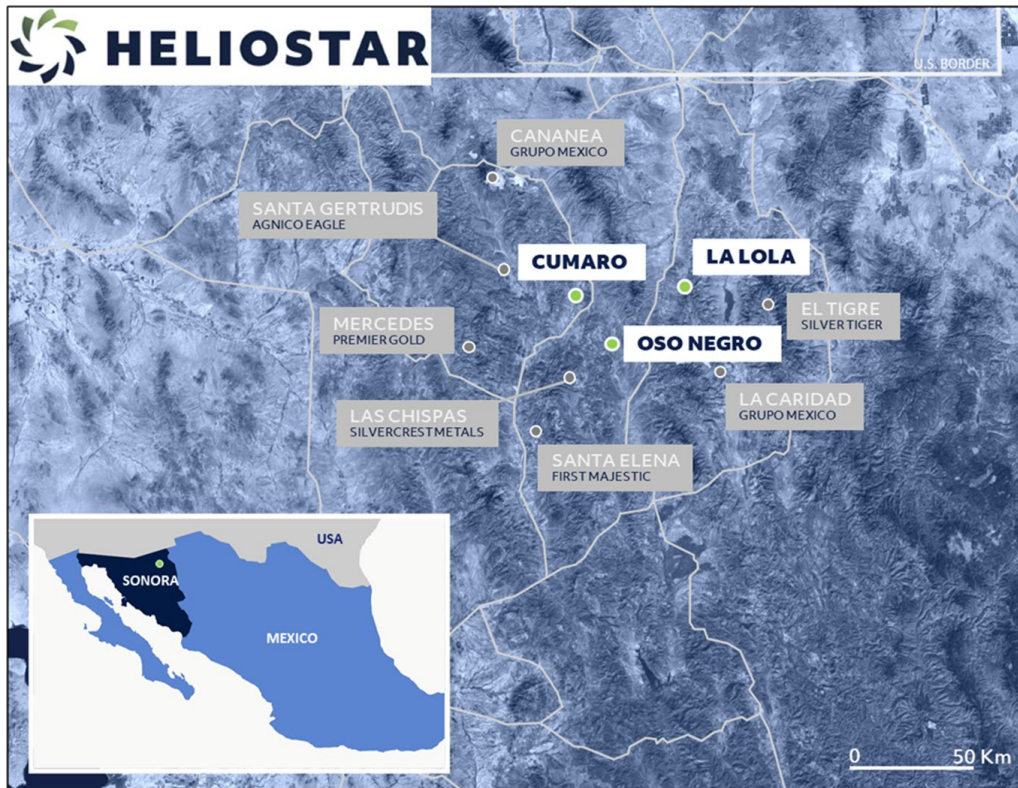 HELIOSTAR
U.S. BORDER
CANANEA
GRUPO MEXICO
SANTA GERTRUDIS
AGNICO EAGLE
CUMARO
LA LOLA
EL TIGRE
SILVER TIGER
MERCEDES
PREMIER GOLD
OSO NEGRO
LA CARIDAD
GRUPO MEXICO
LAS CHISPAS
SILVERCREST METALS
SANTA ELENA
FIRST MAJESTIC
USA
SONORA
MEXICO
0 50 Km